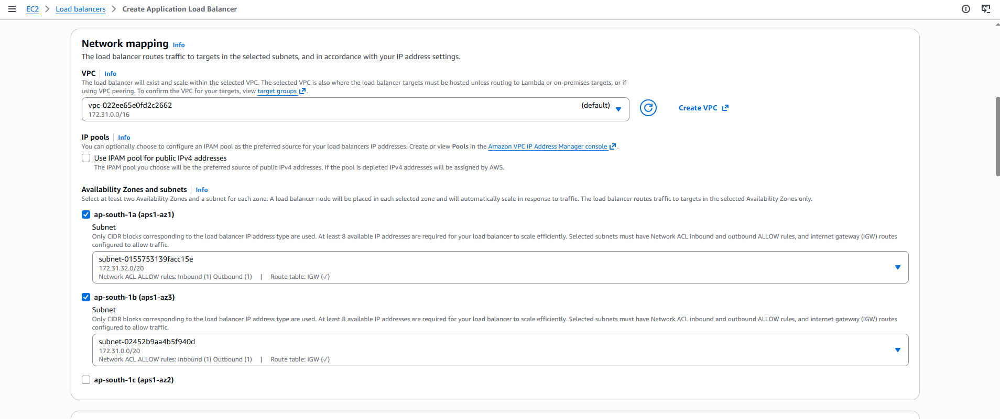 EC2 > Load balancers > Create Application Load Balancer
Network mapping Info
The load balancer routes traffic to targets in the selected subnets, and in accordance with your IP address settings.
VPC | Info
The load balancer will exist and scale within the selected VPC. The selected VPC is also where the load balancer targets must be hosted unless routing to Lambda or on-premises targets, or if
using VPC peering. To confirm the VPC for your targets, view target groups.
vpc-022ee65e0fd2c2662 (default)
172.31.0.0/16
Create VPC
IP pools | Info
You can optionally choose to configure an IPAM pool as the preferred source for your load balancers IP addresses. Create or view Pools in the Amazon VPC IP Address Manager console.
Use IPAM pool for public IPv4 addresses
The IPAM pool you choose will be the preferred source of public IPv4 addresses. If the pool is depleted IPv4 addresses will be assigned by AWS.
Availability Zones and subnets | Info
Select at least two Availability Zones and a subnet for each zone. A load balancer node will be placed in each selected zone and will automatically scale in response to traffic. The load balancer routes traffic to targets in the selected Availability Zones only.
ap-south-1a (aps1-az1)
Subnet
Only CIDR blocks corresponding to the load balancer IP address type are used. At least 8 available IP addresses are required for your load balancer to scale efficiently. Selected subnets must have Network ACL inbound and outbound ALLOW rules, and internet gateway (IGW) routes
configured to allow traffic.
subnet-0155753139facc15e
172.31.32.0/20
Network ACL ALLOW rules: Inbound (1) Outbound (1) | Route table: IGW (✓)
ap-south-1b (aps1-az3)
Subnet
Only CIDR blocks corresponding to the load balancer IP address type are used. At least 8 available IP addresses are required for your load balancer to scale efficiently. Selected subnets must have Network ACL inbound and outbound ALLOW rules, and internet gateway (IGW) routes
configured to allow traffic.
subnet-02452b9aa4b5f940d
172.31.0.0/20
Network ACL ALLOW rules: Inbound (1) Outbound (1) | Route table: IGW (✓)
ap-south-1c (aps1-az2)